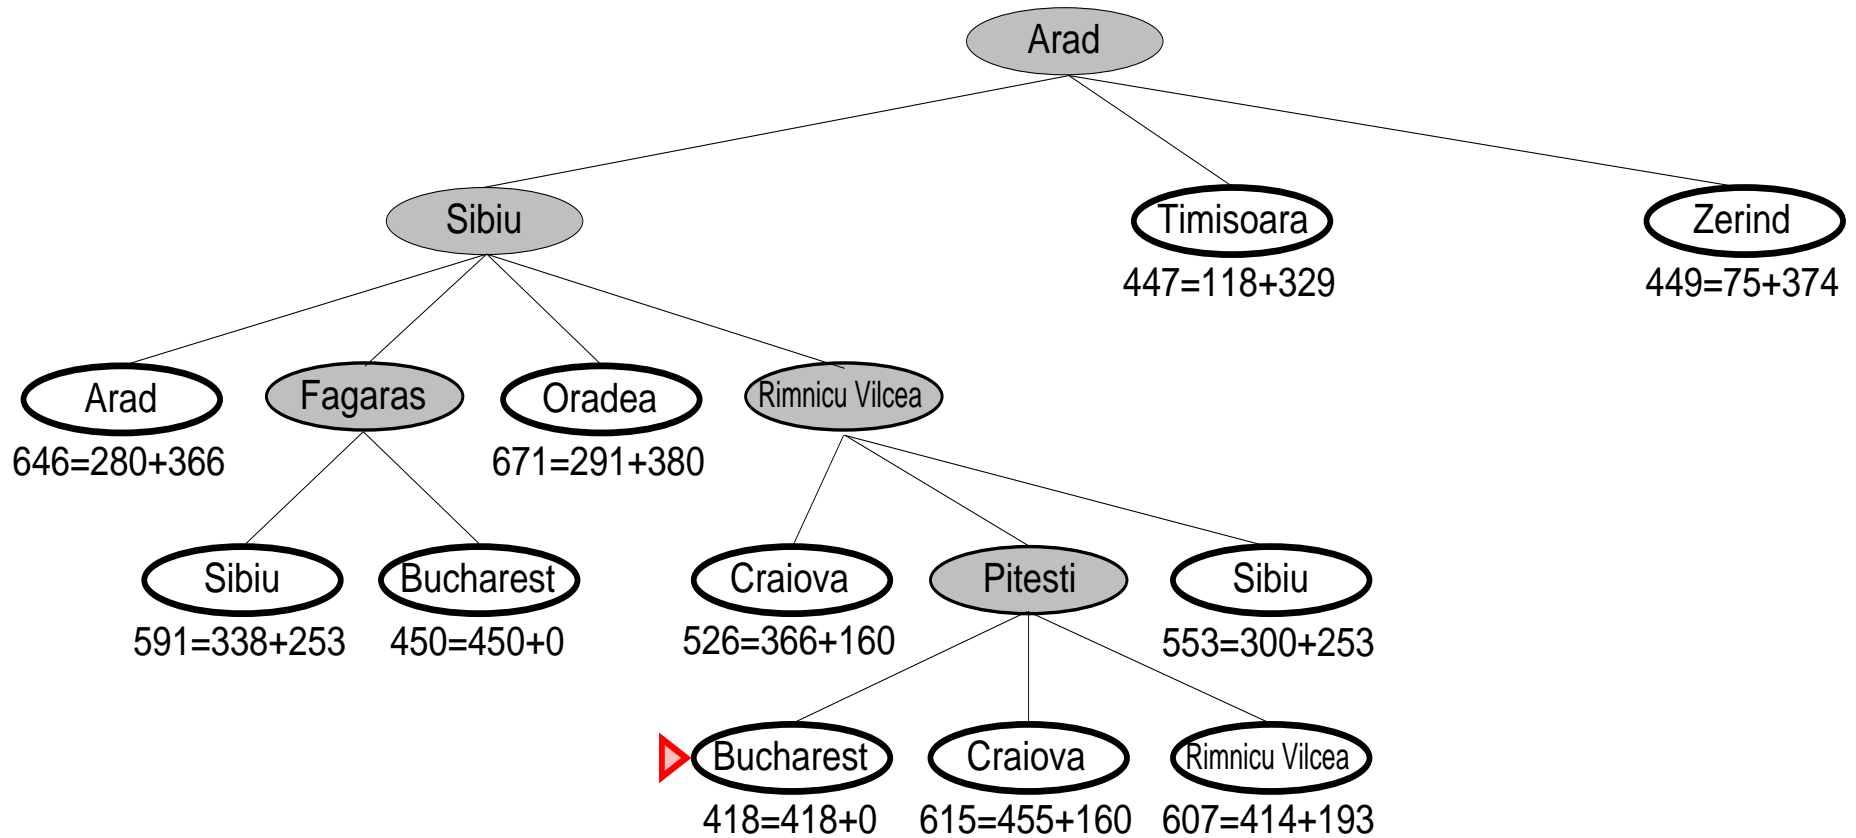 Arad
Sibiu
Timisoara
Zerind
447=118+329
449=75+374
Arad
Fagaras
Oradea
Rimnicu Vilcea
646=280+366
671=291+380
Sibiu
Bucharest
Craiova
Pitesti
Sibiu
591=338+253
450=450+0
526=366+160
553=300+253
Bucharest
Craiova
Rimnicu Vilcea
418=418+0
615=455+160
607=414+193